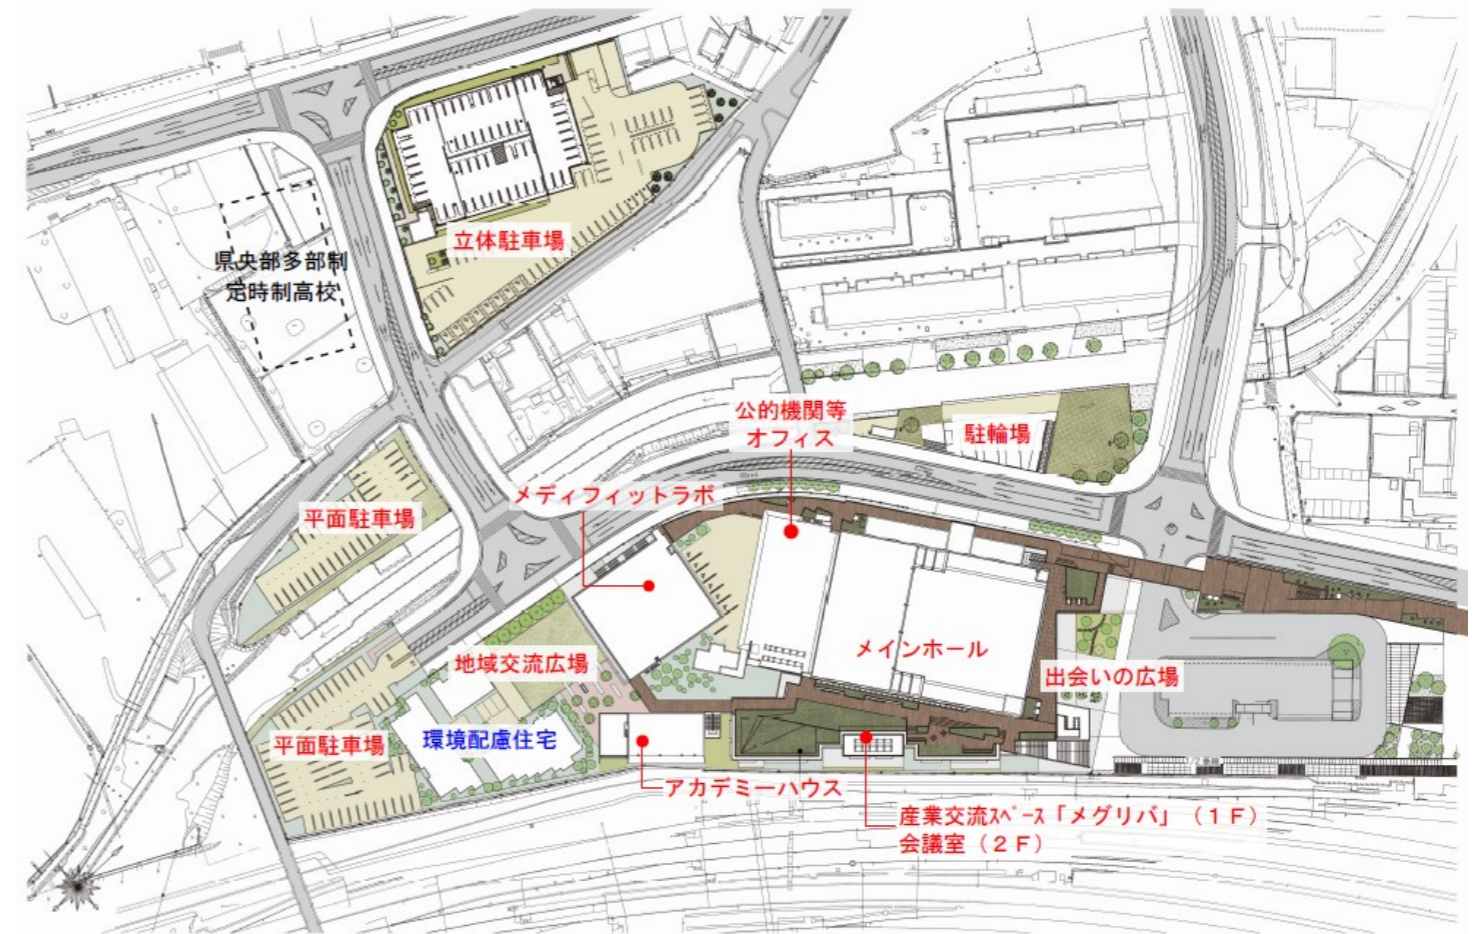 立体駐車場
県央部多部制
定時制高校
公的機関等
オフィス
駐輪場
メディフィットラボ
平面駐車場
メインホール
地域交流広場
出会いの広場
環境配慮住宅
平面駐車場
アカデミーハウス
産業交流ｽﾍﾟｰｽ「メグリバ」（１Ｆ）
会議室（２Ｆ）